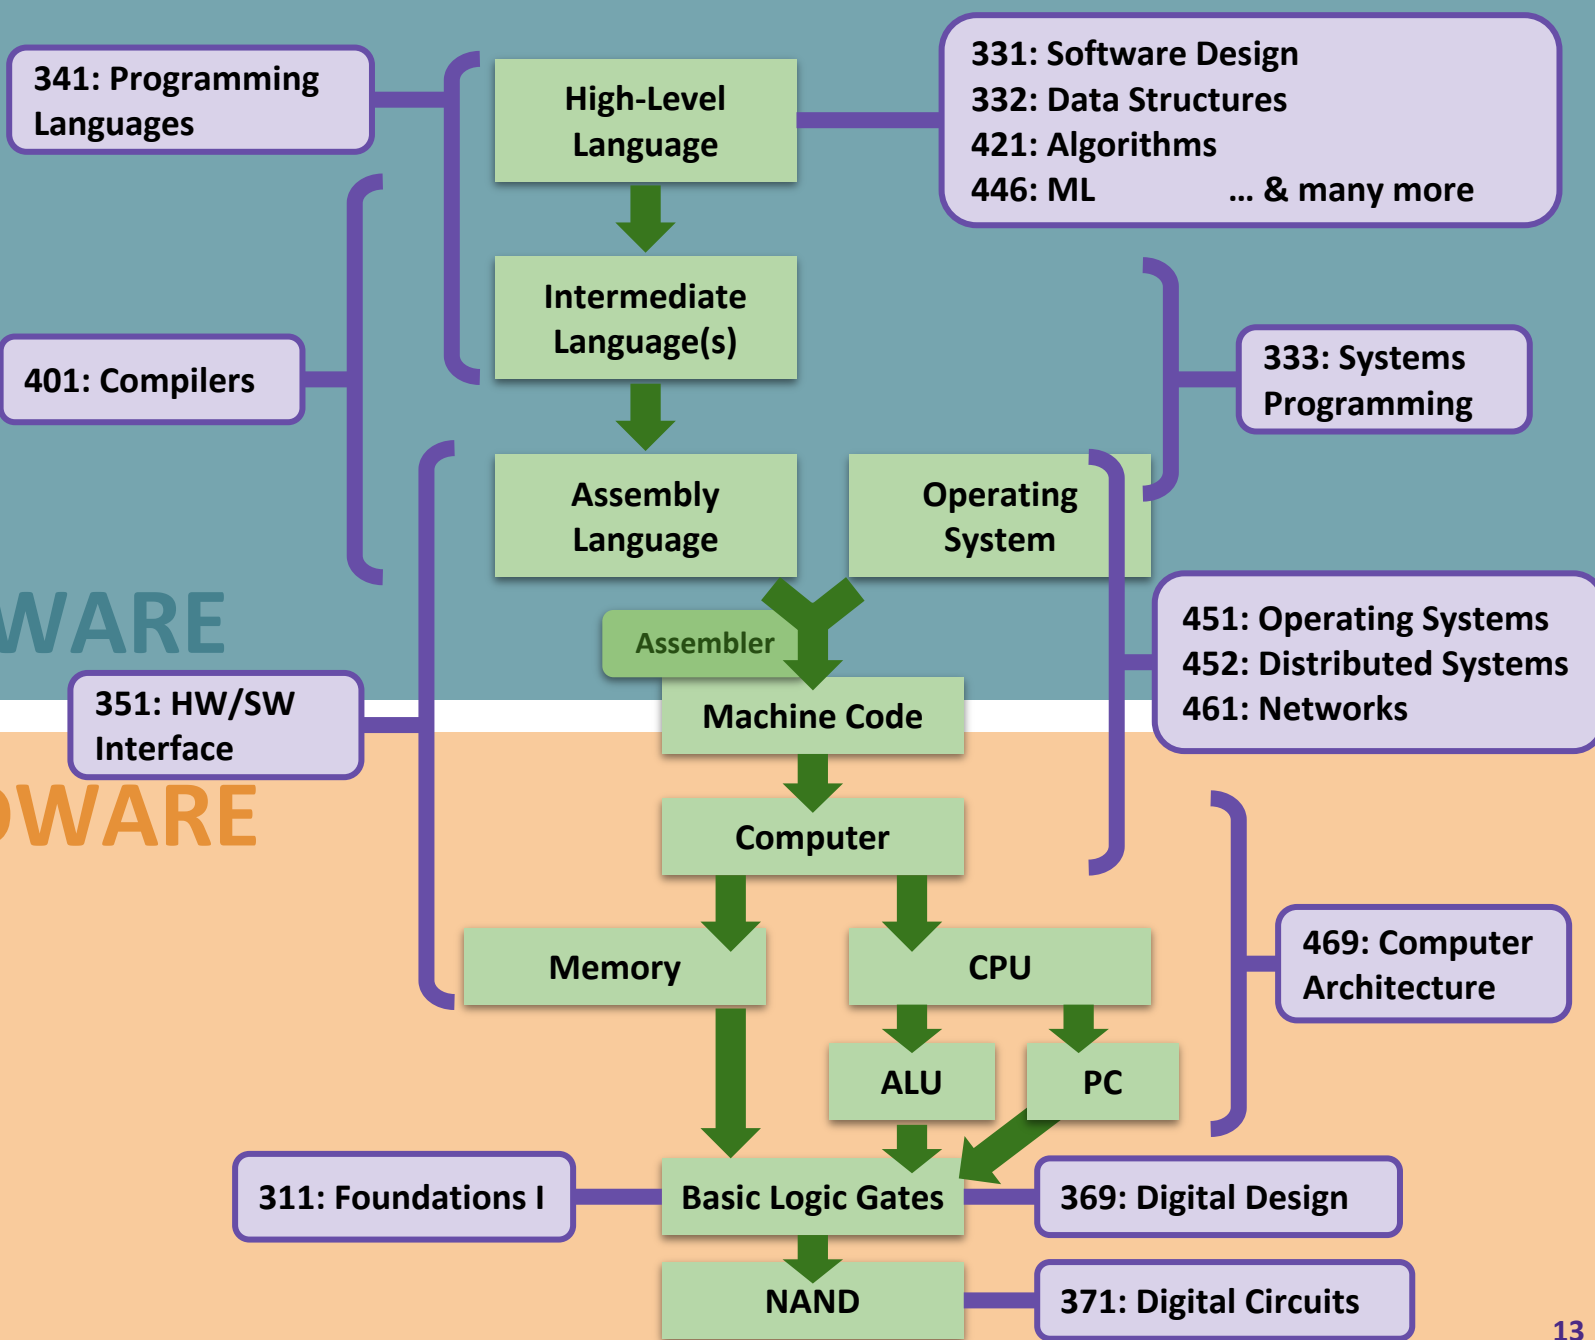 331: Software Design
332: Data Structures
421: Algorithms
446: ML … & many more
341: Programming
Languages
High-Level
Language
Intermediate
Language(s)
333: Systems
Programming
401: Compilers
Assembly
Language
Operating
System
WARE
Assembler
451: Operating Systems
452: Distributed Systems
461: Networks
351: HW/SW
Interface
Machine Code
DWARE
Computer
469: Computer
Architecture
Memory
CPU
ALU
PC
311: Foundations I
Basic Logic Gates
369: Digital Design
NAND
371: Digital Circuits
13